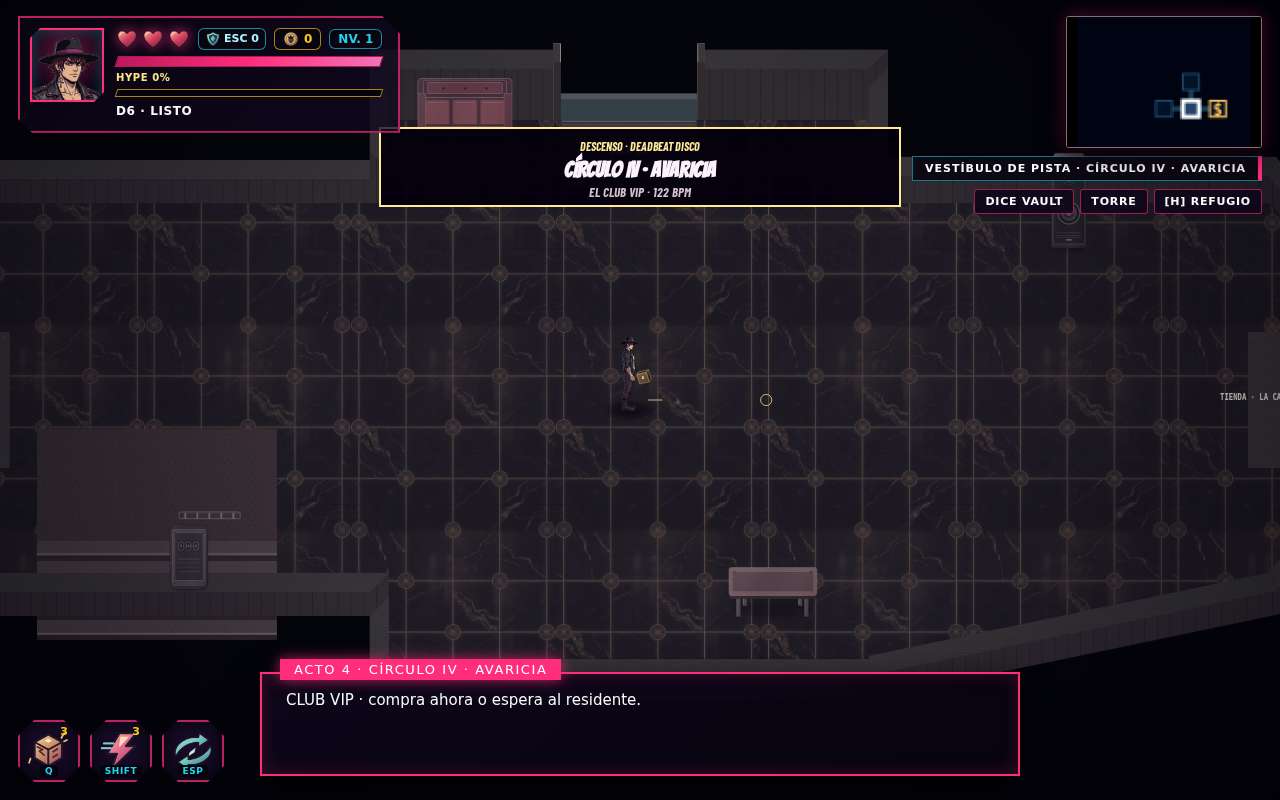 ESC 0
0
NV. 1
HYPE 0%
D6 · LISTO
DESCENSO · DEADBEAT DISCO
CÍRCULO IV · AVARICIA
EL CLUB VIP · 122 BPM
$
VESTÍBULO DE PISTA · CÍRCULO IV · AVARICIA
DICE VAULT
TORRE
[H] REFUGIO
TIENDA · LA CA
ACTO 4 · CÍRCULO IV · AVARICIA
CLUB VIP · compra ahora o espera al residente.
3
Q
3
SHIFT
ESP